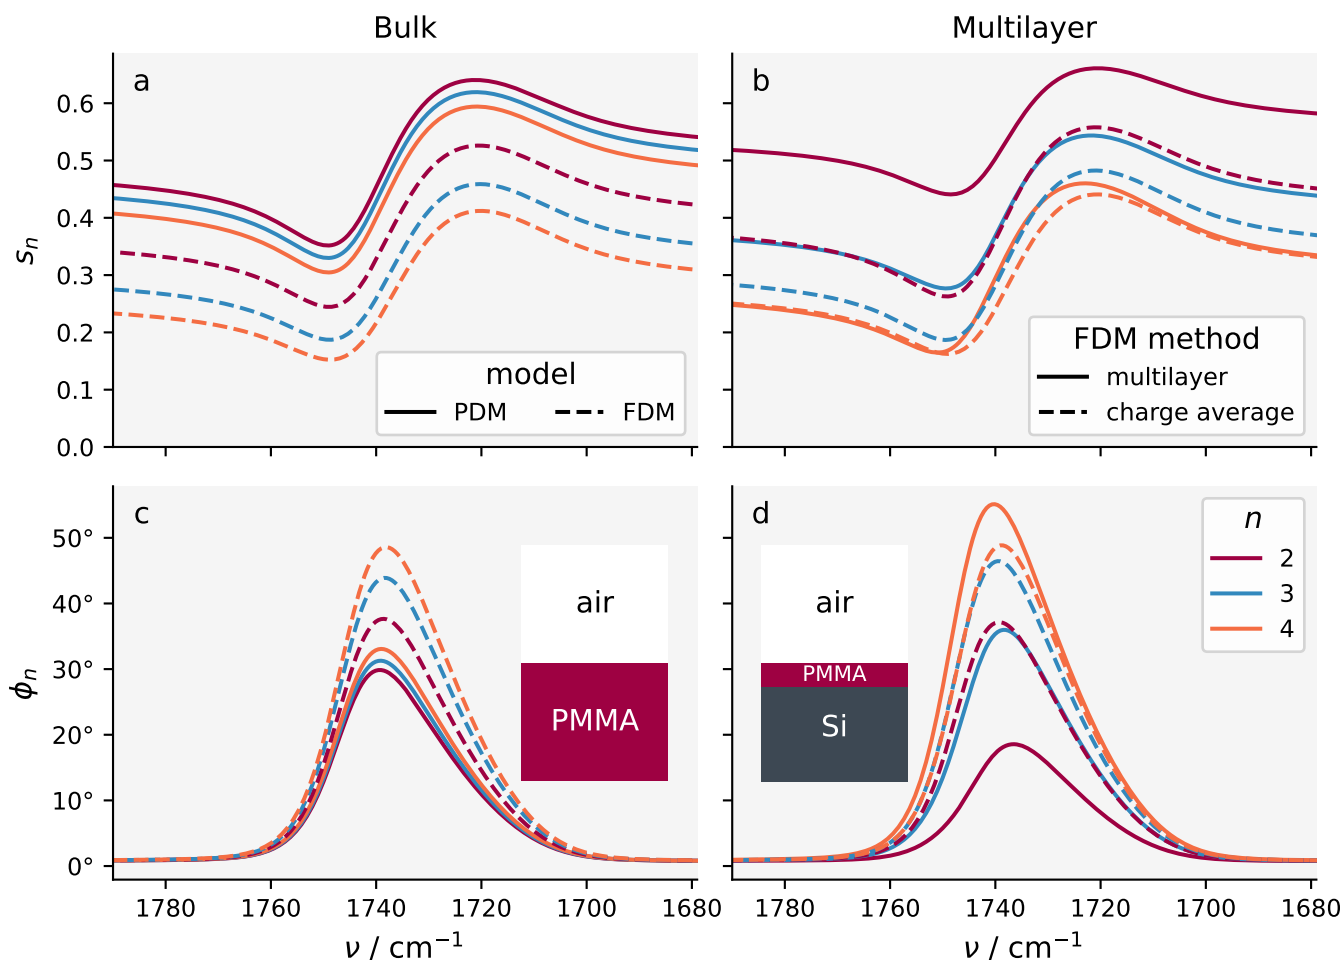 Bulk
Multilayer
a
b
0.6
0.5
0.4
0.3
0.2
0.1
0.0
sₙ
model
PDM
FDM
FDM method
multilayer
charge average
c
d
50°
40°
30°
20°
10°
0°
ϕₙ
air
PMMA
air
PMMA
Si
n
2
3
4
1780 1760 1740 1720 1700 1680
1780 1760 1740 1720 1700 1680
ν / cm⁻¹
ν / cm⁻¹